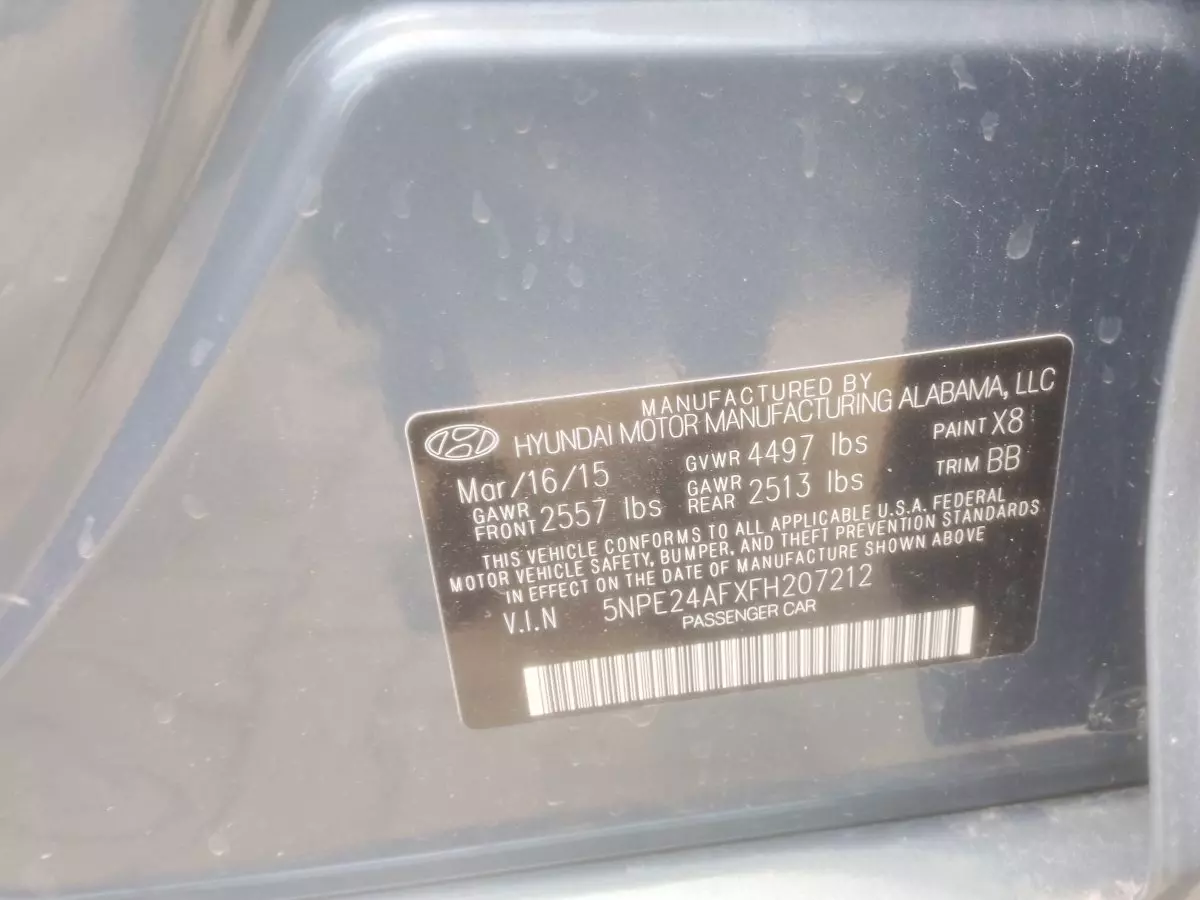 MANUFACTURED BY
HYUNDAI MOTOR MANUFACTURING ALABAMA, LLC
Mar/16/15 GVWR 4497 lbs PAINT X8
GAWR FRONT 2557 lbs GAWR REAR 2513 lbs TRIM BB
THIS VEHICLE CONFORMS TO ALL APPLICABLE U.S.A. FEDERAL
MOTOR VEHICLE SAFETY, BUMPER, AND THEFT PREVENTION STANDARDS
IN EFFECT ON THE DATE OF MANUFACTURE SHOWN ABOVE
V.I.N 5NPE24AFXFH207212
PASSENGER CAR